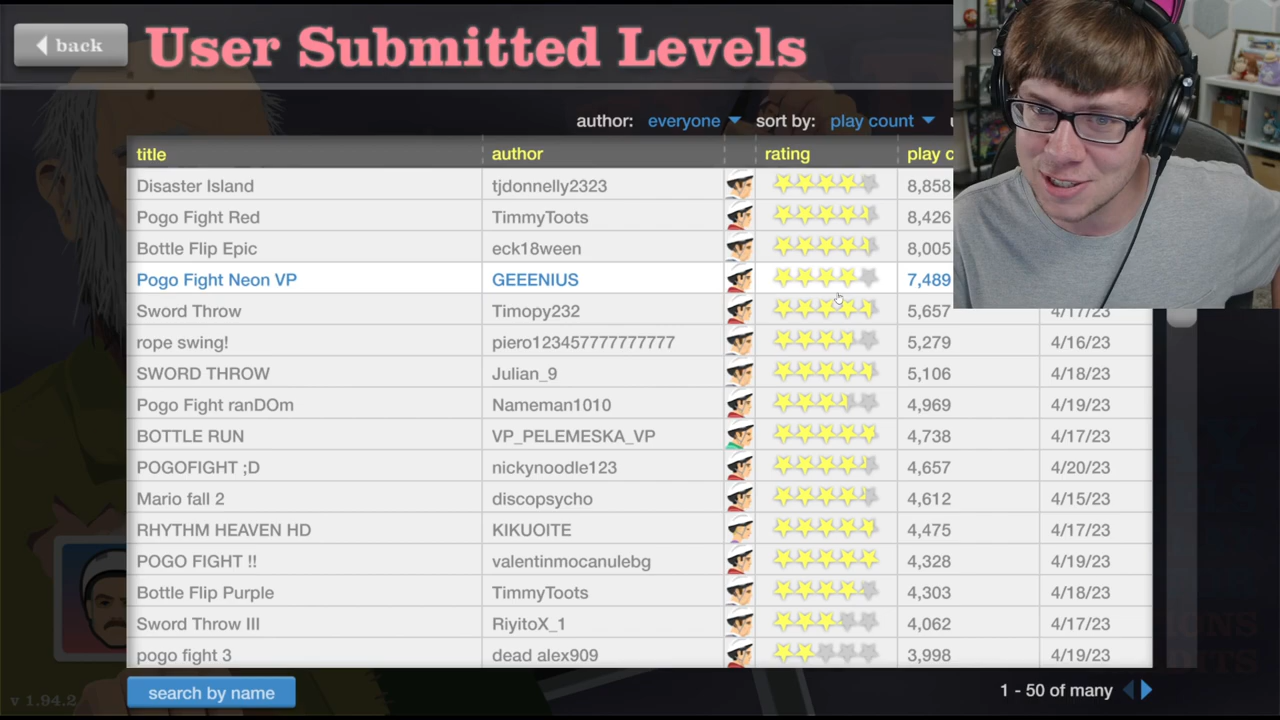 back
User Submitted Levels
author: everyone sort by: play count
title author rating play c
Disaster Island tjdonnelly2323 8,858
Pogo Fight Red TimmyToots 8,426
Bottle Flip Epic eck18ween 8,005
Pogo Fight Neon VP GEEENIUS 7,489
Sword Throw Timopy232 5,657 4/17/23
rope swing! piero123457777777777 5,279 4/16/23
SWORD THROW Julian_9 5,106 4/18/23
Pogo Fight ranDOm Nameman1010 4,969 4/19/23
BOTTLE RUN VP_PELEMESKA_VP 4,738 4/17/23
POGOFIGHT ;D nickynoodle123 4,657 4/20/23
Mario fall 2 discopsycho 4,612 4/15/23
RHYTHM HEAVEN HD KIKUOITE 4,475 4/17/23
POGO FIGHT !! valentinmocanulebg 4,328 4/19/23
Bottle Flip Purple TimmyToots 4,303 4/18/23
Sword Throw III RiyitoX_1 4,062 4/17/23
pogo fight 3 dead alex909 3,998 4/19/23
v 1.94.2 search by name 1 - 50 of many